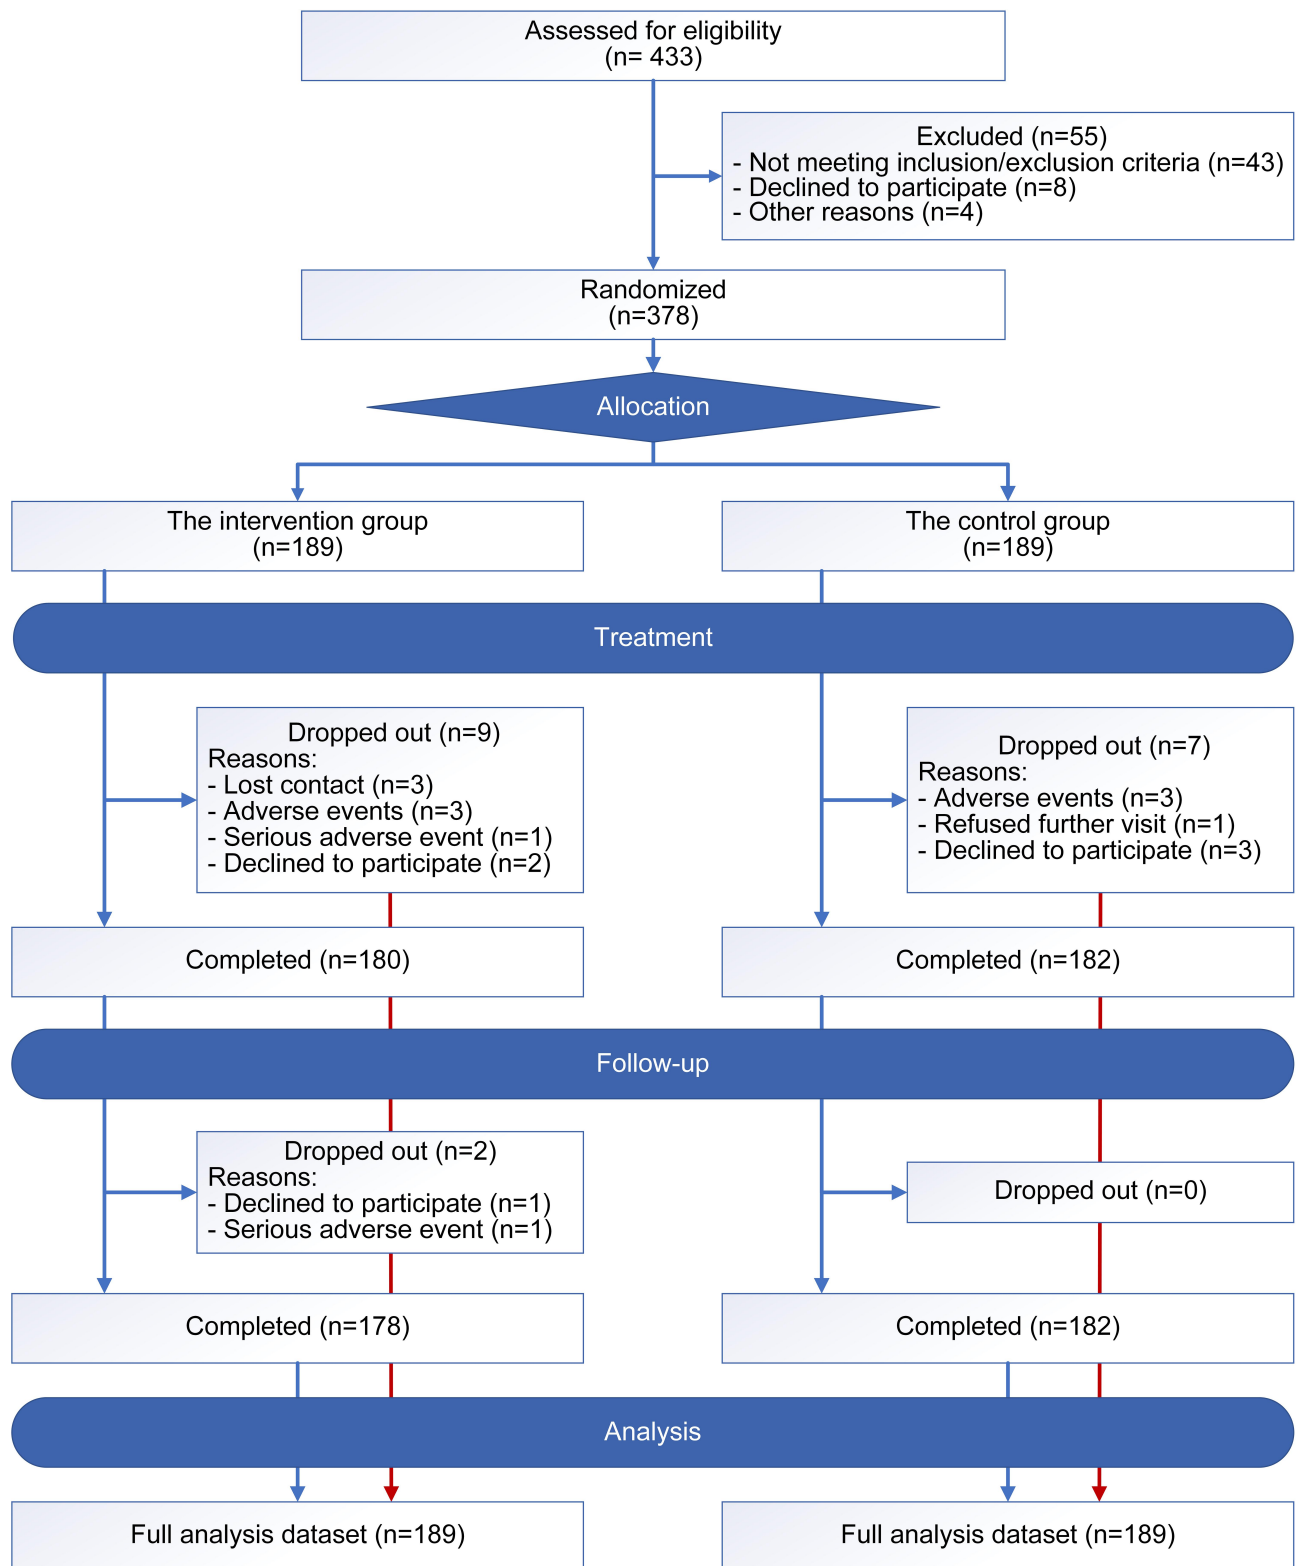 Assessed for eligibility
(n= 433)
Excluded (n=55)
- Not meeting inclusion/exclusion criteria (n=43)
- Declined to participate (n=8)
- Other reasons (n=4)
Randomized
(n=378)
Allocation
The intervention group
(n=189)
The control group
(n=189)
Treatment
Dropped out (n=9)
Reasons:
- Lost contact (n=3)
- Adverse events (n=3)
- Serious adverse event (n=1)
- Declined to participate (n=2)
Dropped out (n=7)
Reasons:
- Adverse events (n=3)
- Refused further visit (n=1)
- Declined to participate (n=3)
Completed (n=180)
Completed (n=182)
Follow-up
Dropped out (n=2)
Reasons:
- Declined to participate (n=1)
- Serious adverse event (n=1)
Dropped out (n=0)
Completed (n=178)
Completed (n=182)
Analysis
Full analysis dataset (n=189)
Full analysis dataset (n=189)